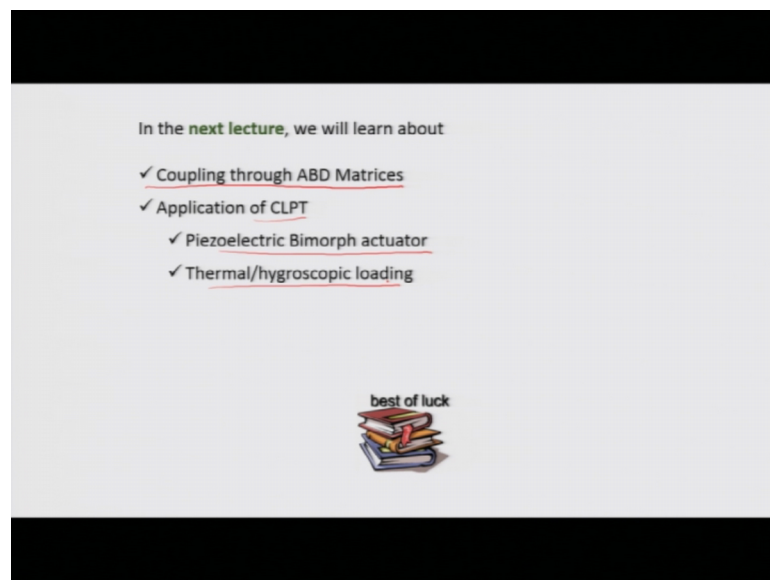 In the next lecture, we will learn about
✓ Coupling through ABD Matrices
✓ Application of CLPT
✓ Piezoelectric Bimorph actuator
✓ Thermal/hygroscopic loading
best of luck